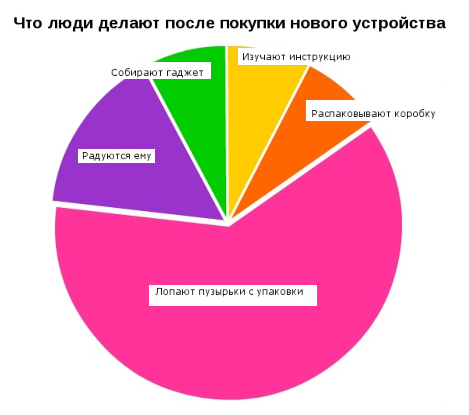 Что люди делают после покупки нового устройства
Изучают инструкцию
Собирают гаджет
Распаковывают коробку
Радуются ему
Лопают пузырьки с упаковки